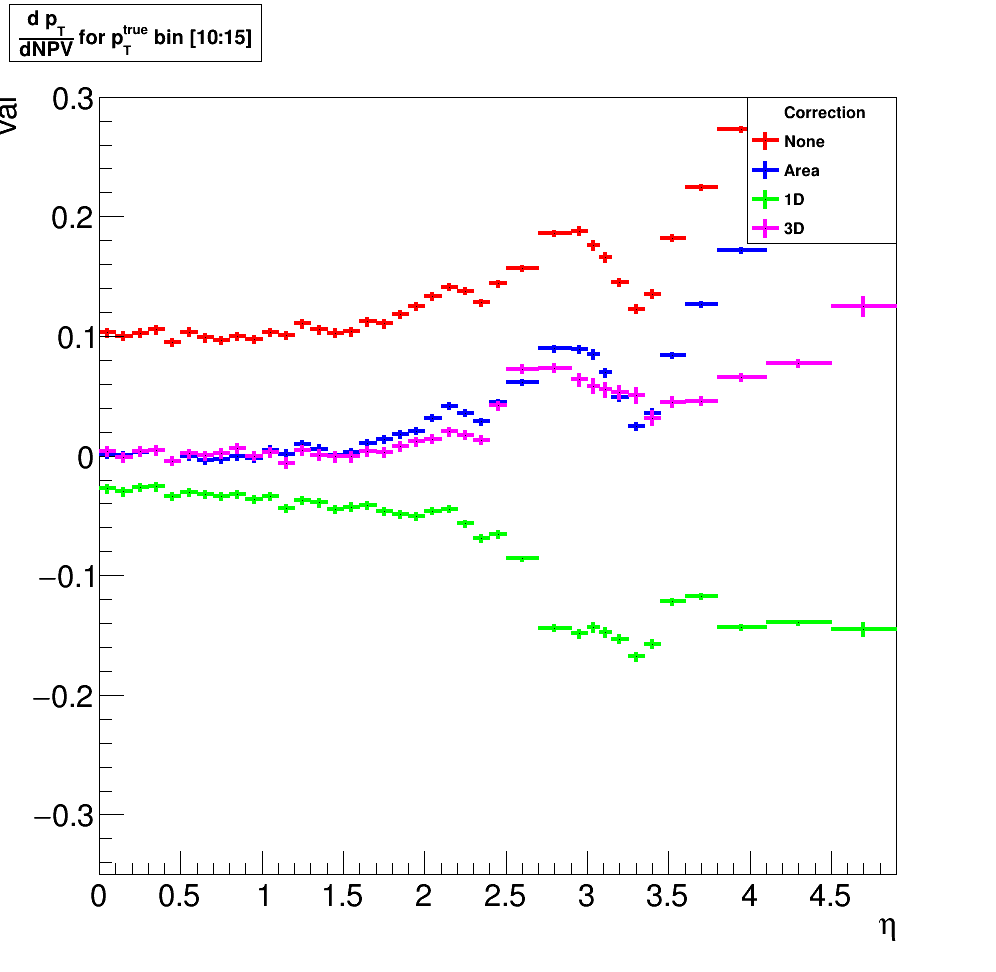 d p_T
dNPV for p_T^true bin [10:15]
val
0.3
0.2
0.1
0
−0.1
−0.2
−0.3
Correction
None
Area
1D
3D
0 0.5 1 1.5 2 2.5 3 3.5 4 4.5
η